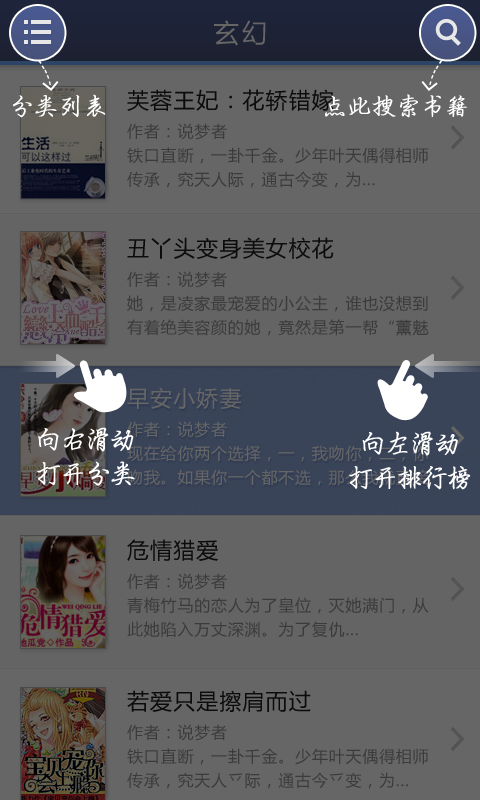 玄幻
分类列表
点此搜索书籍
芙蓉王妃：花轿错嫁
作者：说梦者
铁口直断，一卦千金。少年叶天偶得相师
传承，究天人际，通古今变，为...
生活
可以这样过
丑丫头变身美女校花
作者：说梦者
她，是凌家最宠爱的小公主，谁也没想到
有着绝美容颜的她，竟然是第一帮“薰魅
Love
早安小娇妻
作者：说梦者
现在给你两个选择，一，我吻你，二，你
吻我。如果你一个都不选，那
向右滑动
打开分类
向左滑动
打开排行榜
危情猎爱
作者：说梦者
青梅竹马的恋人为了皇位，灭她满门，从
此她陷入万丈深渊。为了复仇...
WEI QING LIE
危情猎爱
地瓜党 作品
若爱只是擦肩而过
作者：说梦者
铁口直断，一卦千金。少年叶天偶得相师
传承，究天人乊际，通古今乊变，为...